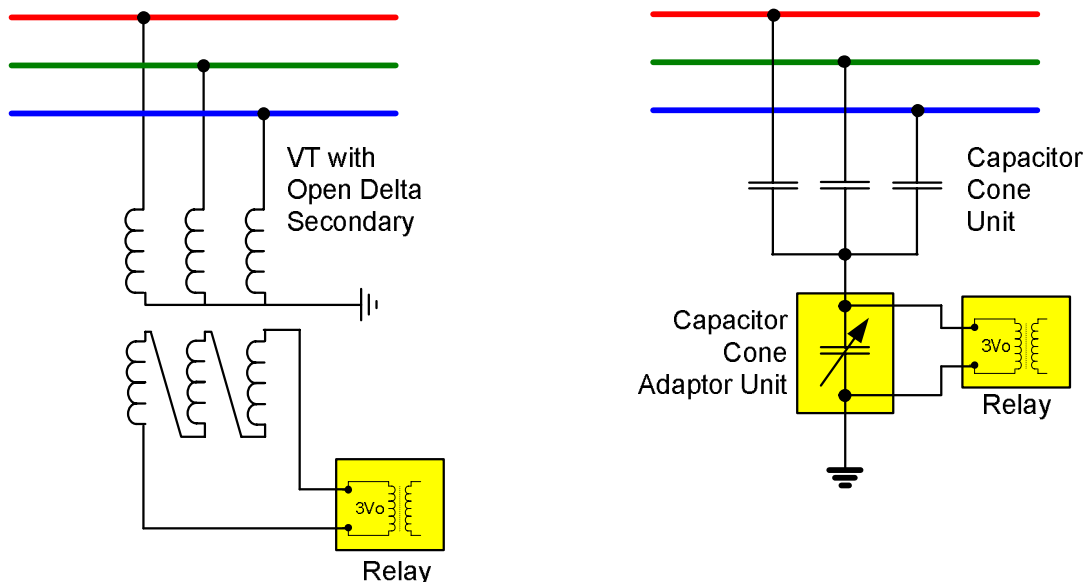 VT with
Open Delta
Secondary
3Vo
Relay
Capacitor
Cone
Unit
Capacitor
Cone
Adaptor Unit
3Vo
Relay